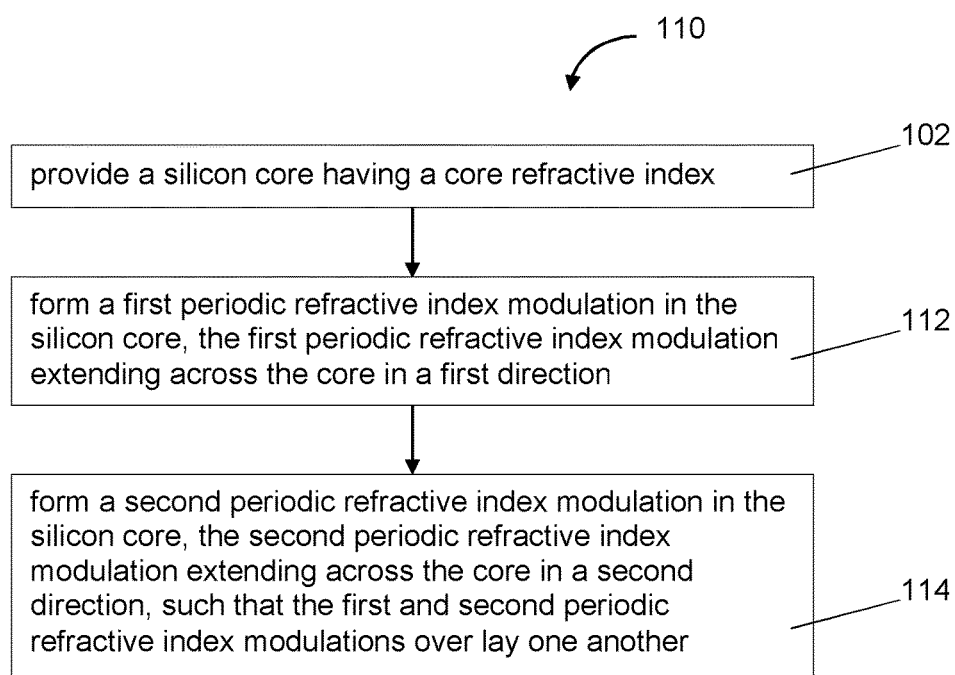 110
102
provide a silicon core having a core refractive index
form a first periodic refractive index modulation in the
silicon core, the first periodic refractive index modulation
extending across the core in a first direction
112
form a second periodic refractive index modulation in the
silicon core, the second periodic refractive index
modulation extending across the core in a second
direction, such that the first and second periodic
refractive index modulations over lay one another
114